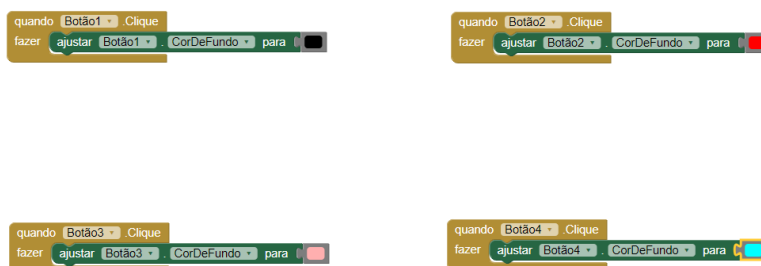 quando Botão1 .Clique
fazer ajustar Botão1 . CorDeFundo para
quando Botão2 .Clique
fazer ajustar Botão2 . CorDeFundo para
quando Botão3 .Clique
fazer ajustar Botão3 . CorDeFundo para
quando Botão4 .Clique
fazer ajustar Botão4 . CorDeFundo para